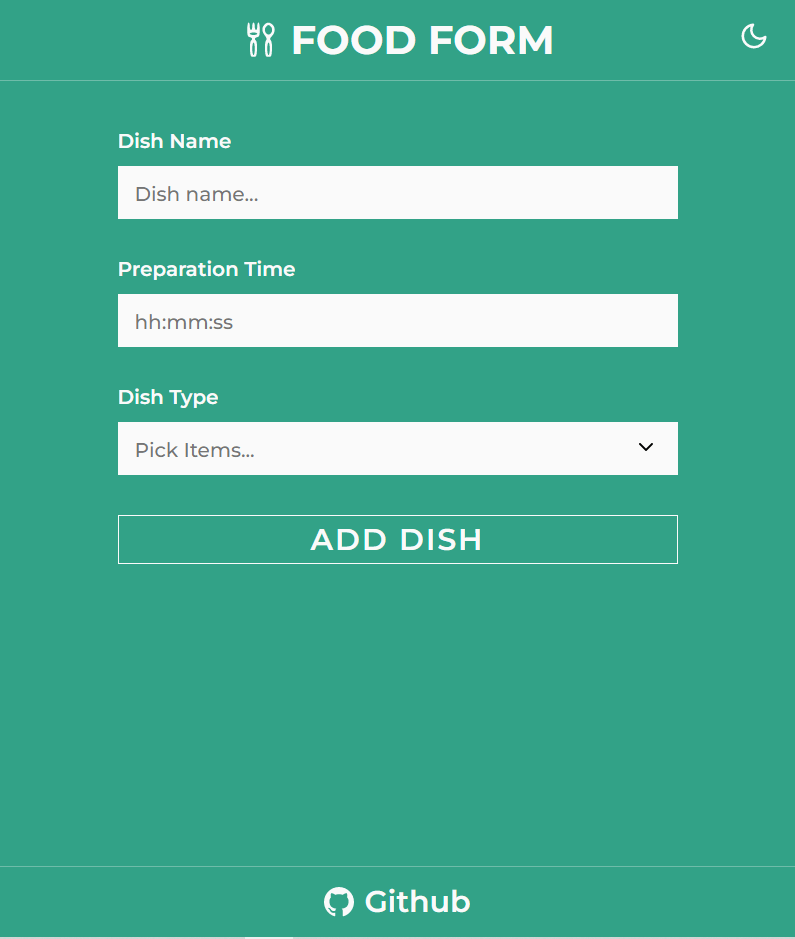 FOOD FORM
Dish Name
Dish name...
Preparation Time
hh:mm:ss
Dish Type
Pick Items...
ADD DISH
Github